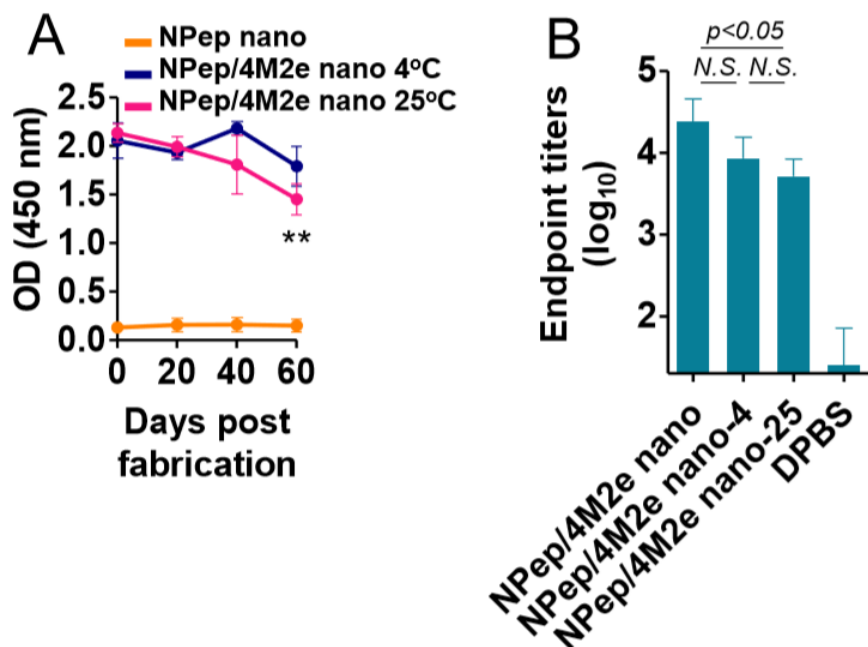 A
NPep nano
NPep/4M2e nano 4°C
NPep/4M2e nano 25°C
2.5
2.0
1.5
1.0
0.5
0.0
OD (450 nm)
**
0 20 40 60
Days post
fabrication
B
p<0.05
N.S. N.S.
5
4
3
2
Endpoint titers
(log₁₀)
NPep/4M2e nano
NPep/4M2e nano-4
NPep/4M2e nano-25
DPBS